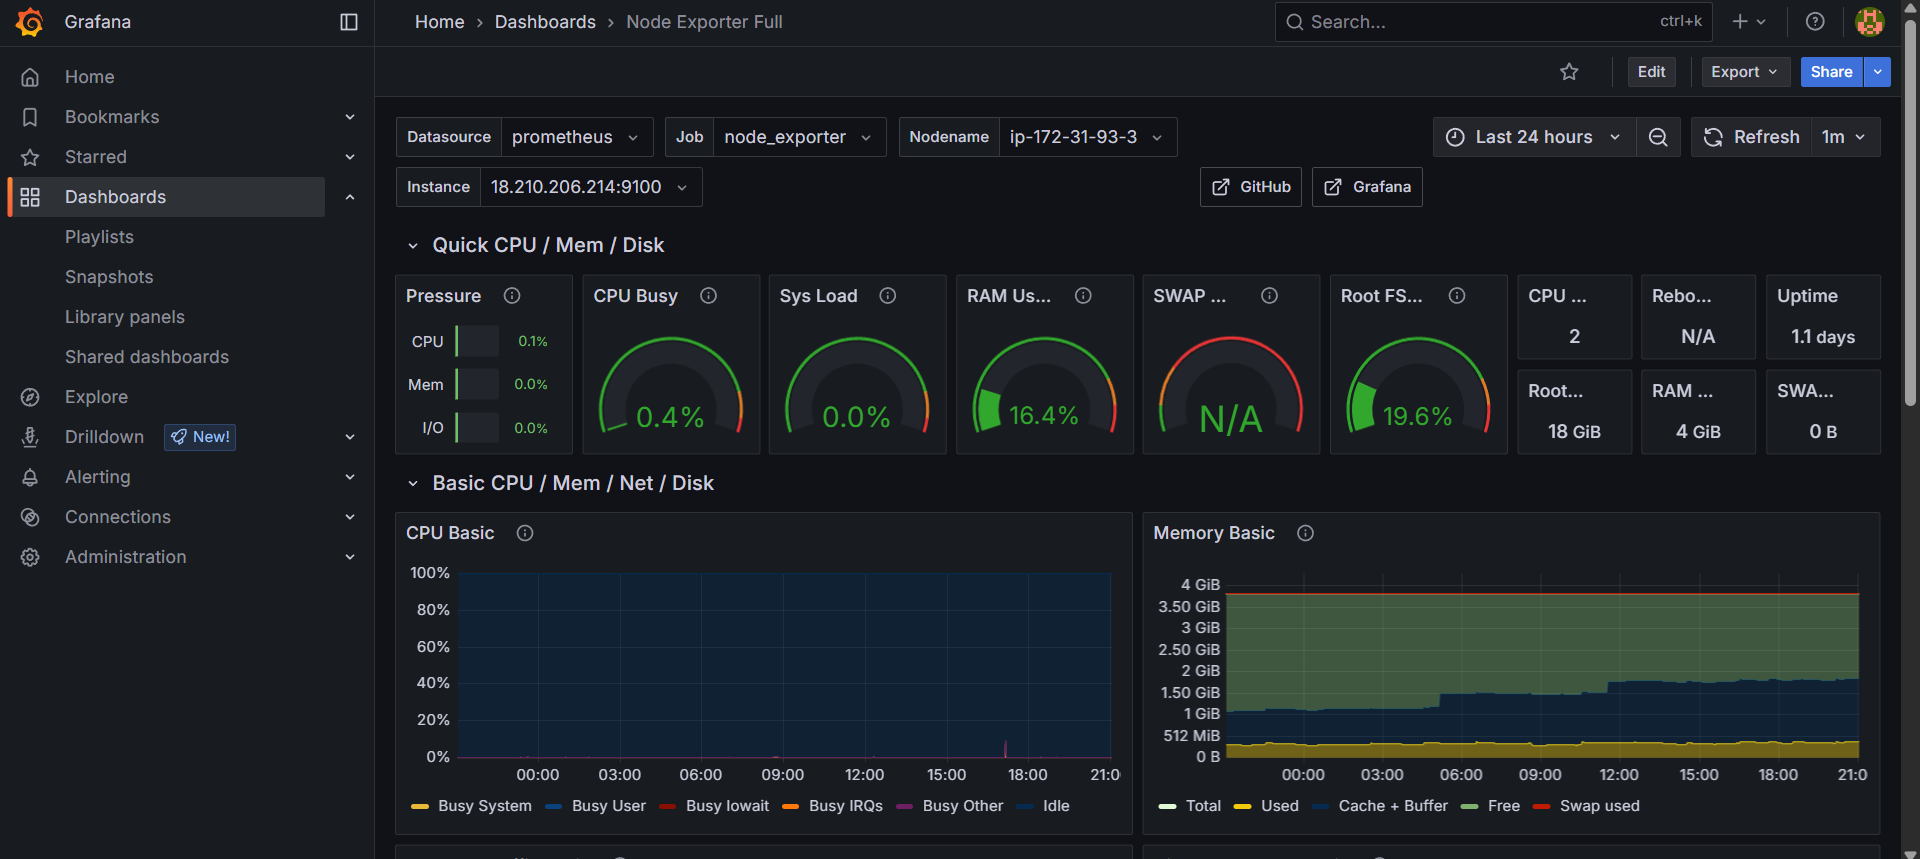 Grafana
Home › Dashboards › Node Exporter Full
Search... ctrl+k
Home
Bookmarks
Starred
Dashboards
Playlists
Snapshots
Library panels
Shared dashboards
Explore
Drilldown New!
Alerting
Connections
Administration
Edit Export Share
Datasource prometheus Job node_exporter Nodename ip-172-31-93-3 Last 24 hours Refresh 1m
Instance 18.210.206.214:9100 GitHub Grafana
Quick CPU / Mem / Disk
Pressure
CPU 0.1%
Mem 0.0%
I/O 0.0%
CPU Busy
0.4%
Sys Load
0.0%
RAM Us...
16.4%
SWAP ...
N/A
Root FS...
19.6%
CPU ...
2
Rebo...
N/A
Uptime
1.1 days
Root...
18 GiB
RAM ...
4 GiB
SWA...
0 B
Basic CPU / Mem / Net / Disk
CPU Basic
100%
80%
60%
40%
20%
0%
00:00 03:00 06:00 09:00 12:00 15:00 18:00 21:0
Busy System Busy User Busy Iowait Busy IRQs Busy Other Idle
Memory Basic
4 GiB
3.50 GiB
3 GiB
2.50 GiB
2 GiB
1.50 GiB
1 GiB
512 MiB
0 B
00:00 03:00 06:00 09:00 12:00 15:00 18:00 21:0
Total Used Cache + Buffer Free Swap used